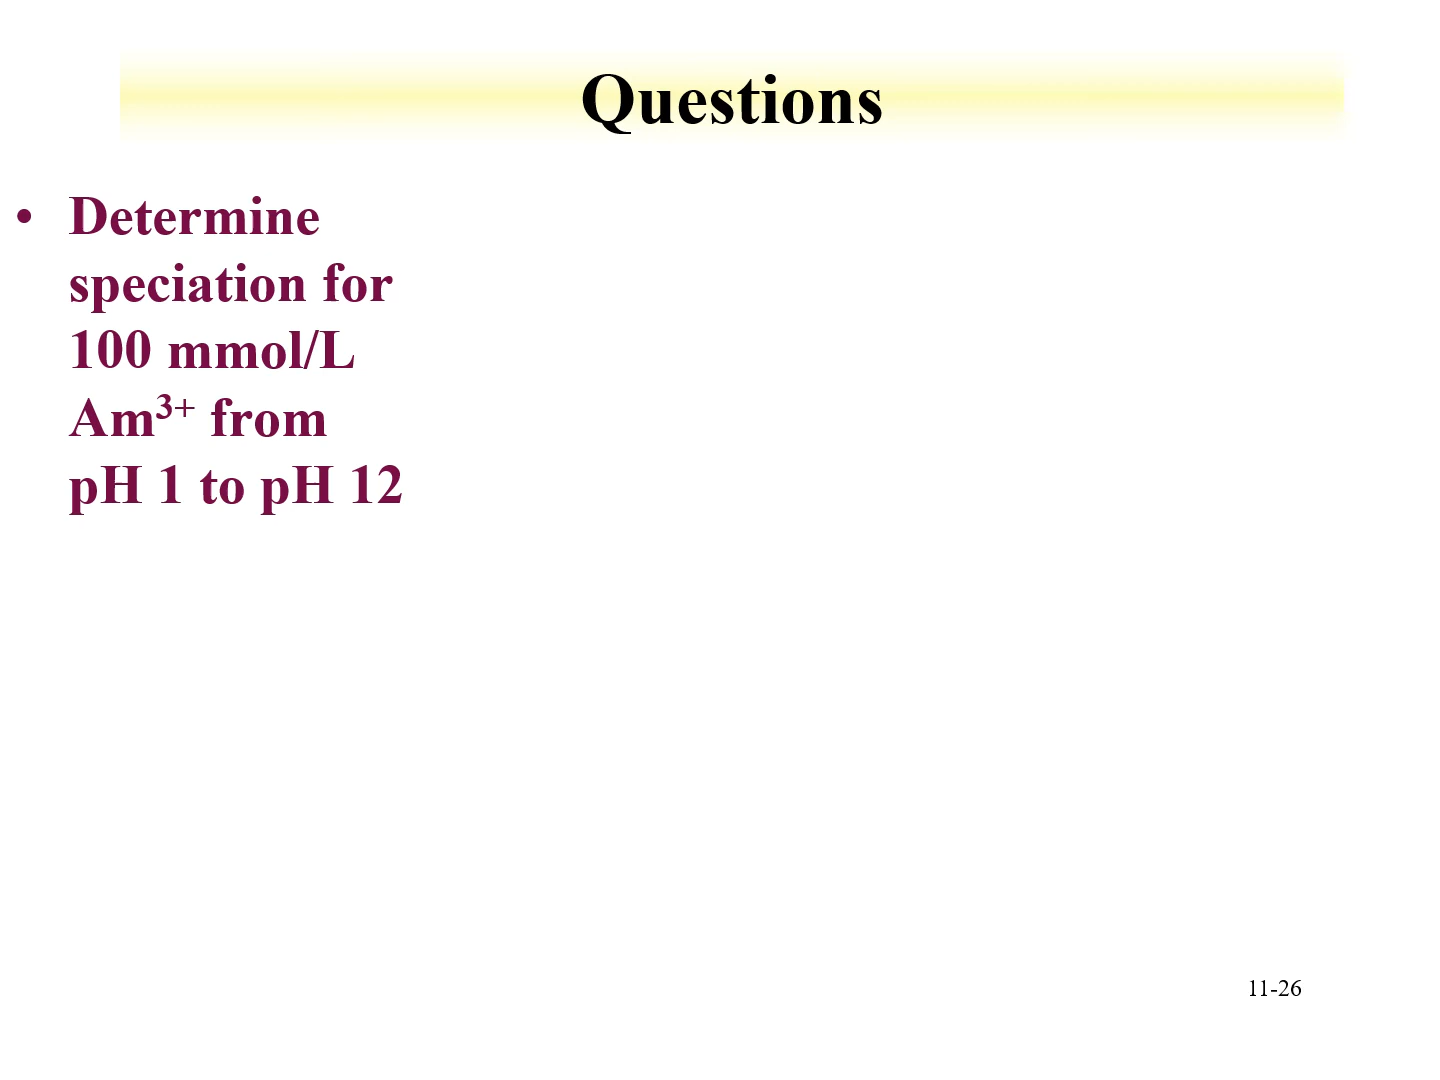 Questions
• Determine
speciation for
100 mmol/L
Am³⁺ from
pH 1 to pH 12
11-26